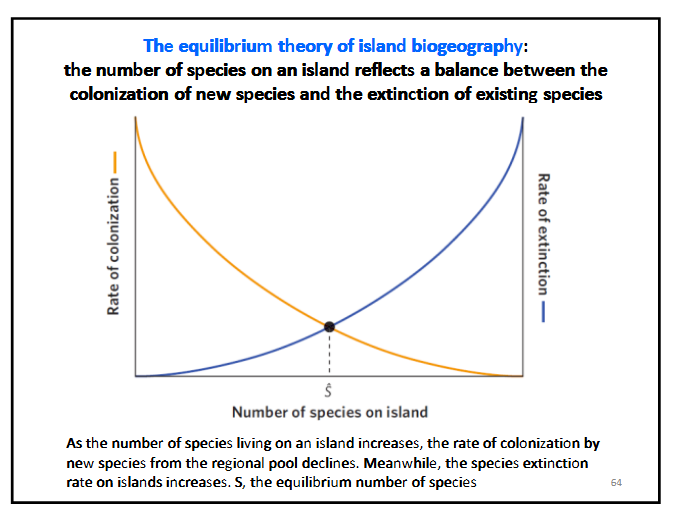 The equilibrium theory of island biogeography:
the number of species on an island reflects a balance between the
colonization of new species and the extinction of existing species
Rate of colonization
Rate of extinction
Ŝ
Number of species on island
As the number of species living on an island increases, the rate of colonization by
new species from the regional pool declines. Meanwhile, the species extinction
rate on islands increases. S, the equilibrium number of species
64